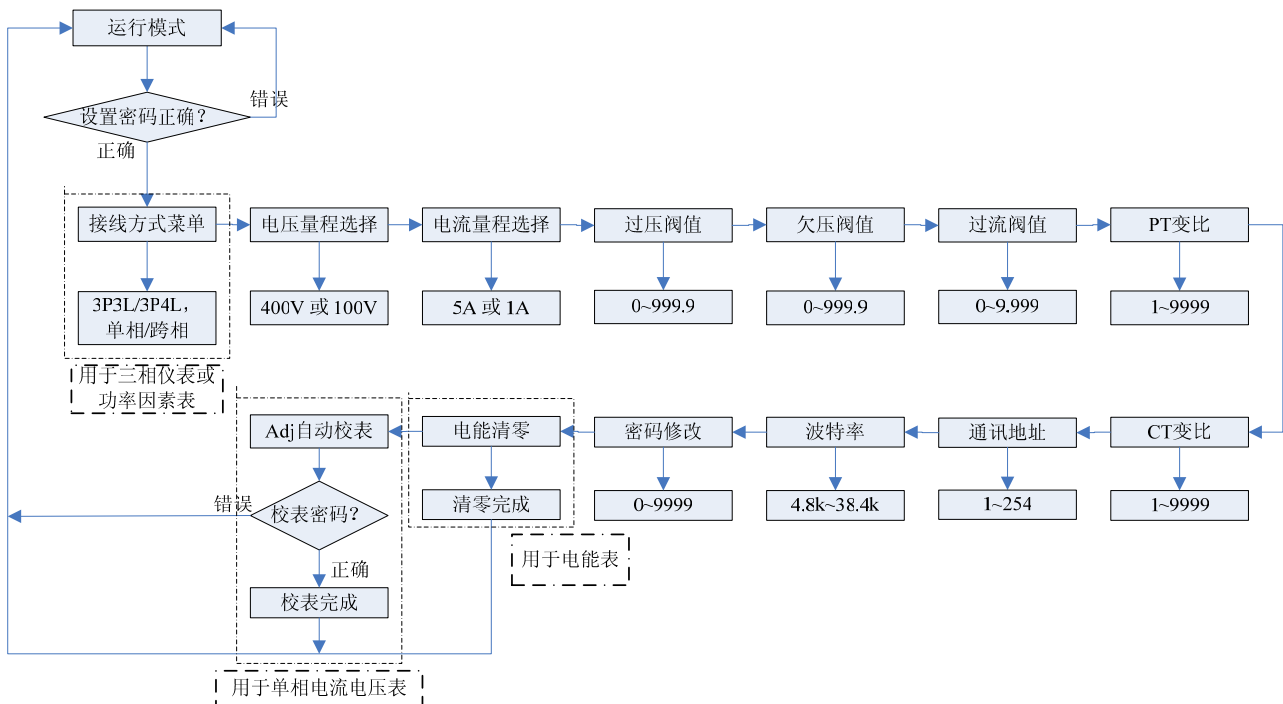 运行模式
设置密码正确？
错误
正确
接线方式菜单
电压量程选择
电流量程选择
过压阀值
欠压阀值
过流阀值
PT变比
3P3L/3P4L，
单相/跨相
400V 或 100V
5A 或 1A
0~999.9
0~999.9
0~9.999
1~9999
用于三相仪表或
功率因素表
Adj自动校表
电能清零
密码修改
波特率
通讯地址
CT变比
错误
校表密码？
清零完成
0~9999
4.8k~38.4k
1~254
1~9999
用于电能表
正确
校表完成
用于单相电流电压表